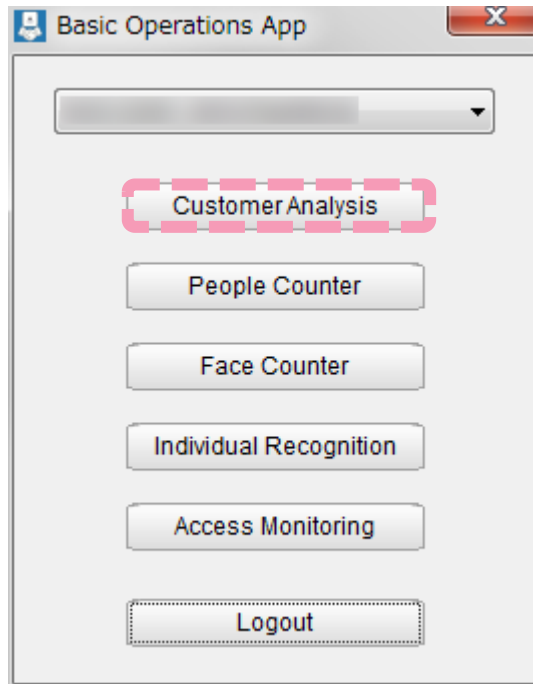 Basic Operations App
Customer Analysis
People Counter
Face Counter
Individual Recognition
Access Monitoring
Logout